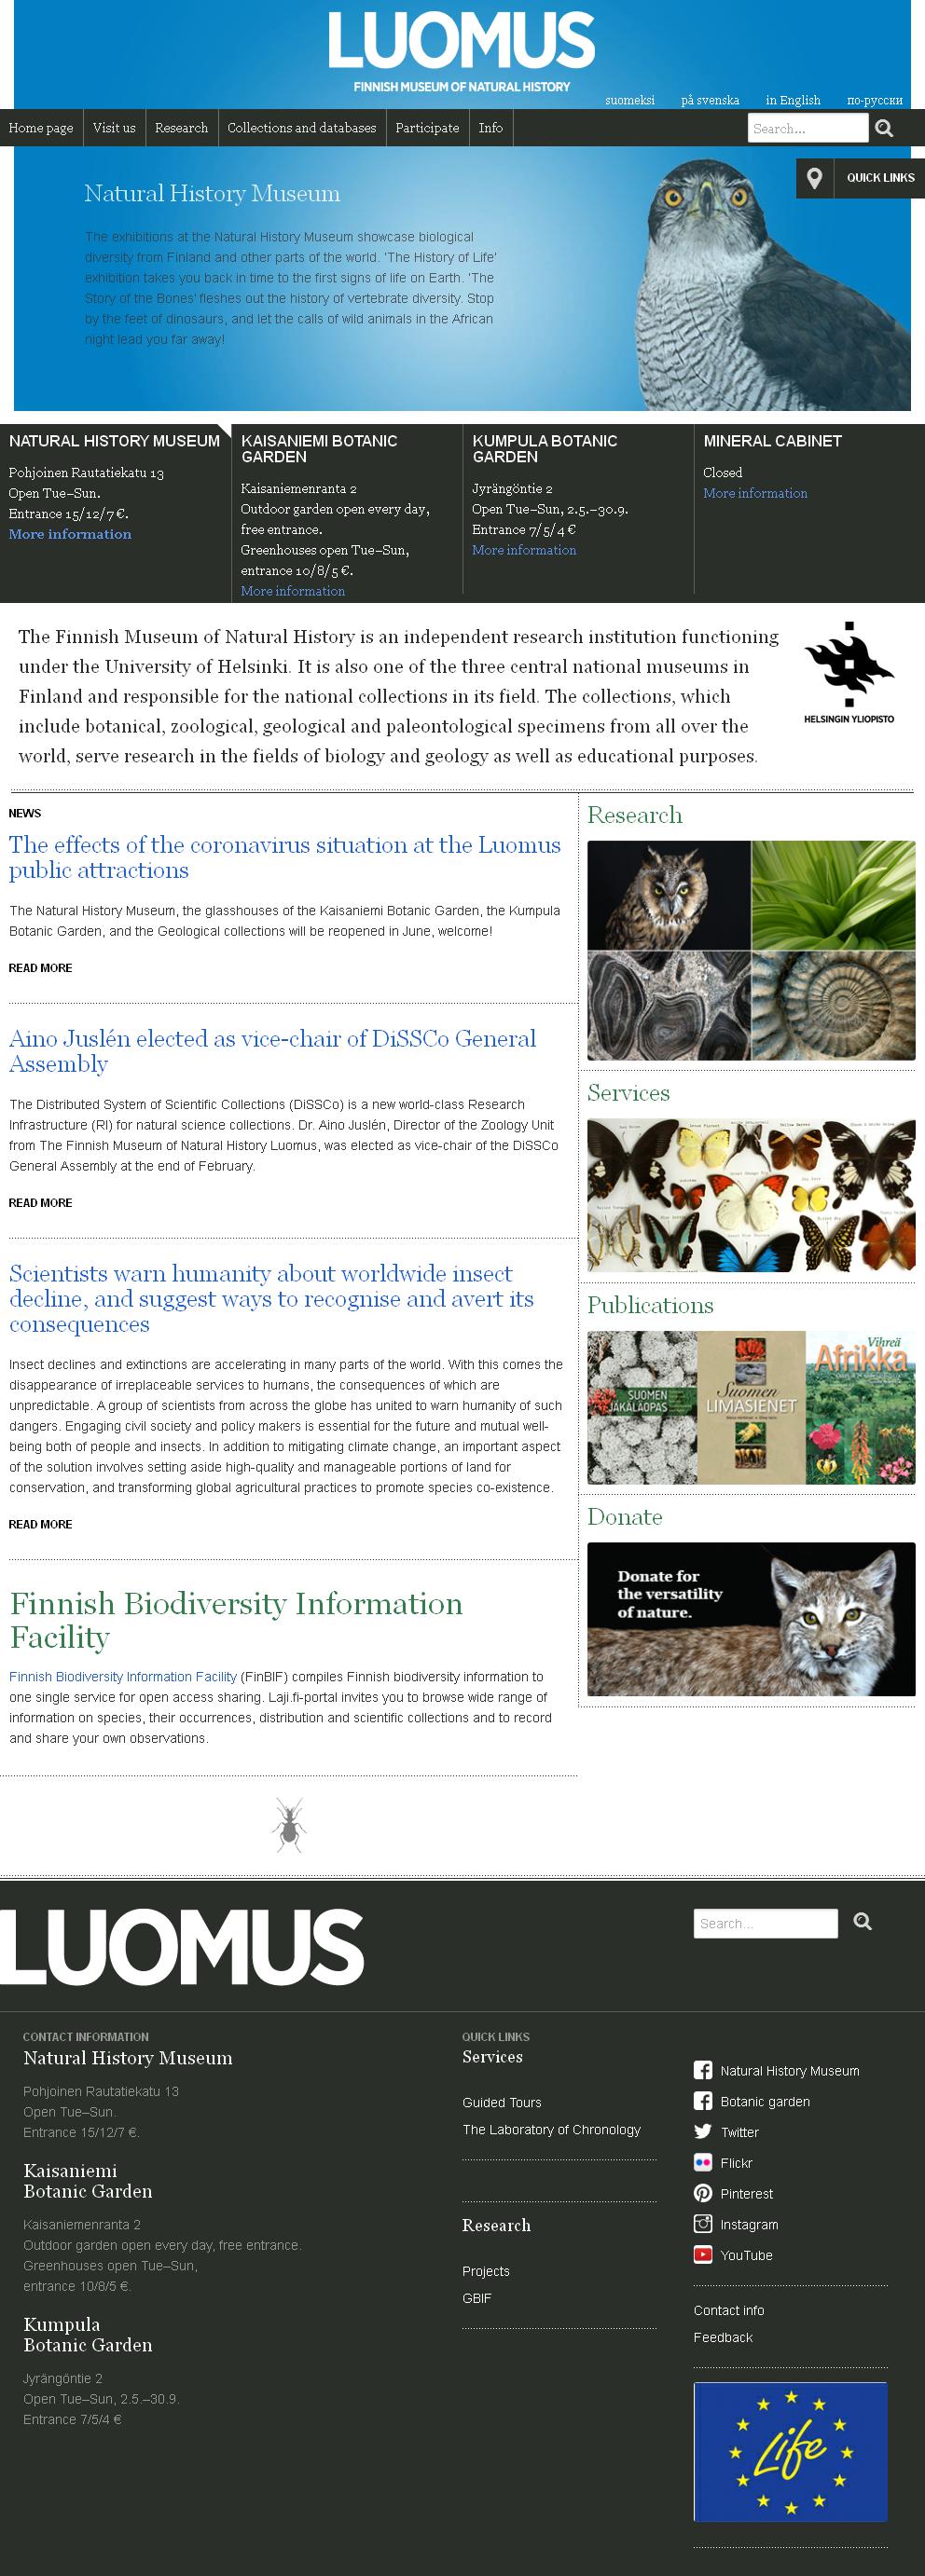 LUOMUS
FINNISH MUSEUM OF NATURAL HISTORY
suomeksi på svenska in English по-русски
Home page Visit us Research Collections and databases Participate Info Search...
QUICK LINKS
Natural History Museum
The exhibitions at the Natural History Museum showcase biological
diversity from Finland and other parts of the world. 'The History of Life'
exhibition takes you back in time to the first signs of life on Earth. 'The
Story of the Bones' fleshes out the history of vertebrate diversity. Stop
by the feet of dinosaurs, and let the calls of wild animals in the African
night lead you far away!
NATURAL HISTORY MUSEUM
Pohjoinen Rautatiekatu 13
Open Tue–Sun.
Entrance 15/12/7 €.
More information
KAISANIEMI BOTANIC
GARDEN
Kaisaniemenranta 2
Outdoor garden open every day,
free entrance.
Greenhouses open Tue–Sun,
entrance 10/8/5 €.
More information
KUMPULA BOTANIC
GARDEN
Jyrängöntie 2
Open Tue–Sun, 2.5.–30.9.
Entrance 7/5/4 €
More information
MINERAL CABINET
Closed
More information
The Finnish Museum of Natural History is an independent research institution functioning
under the University of Helsinki. It is also one of the three central national museums in
Finland and responsible for the national collections in its field. The collections, which
include botanical, zoological, geological and paleontological specimens from all over the
world, serve research in the fields of biology and geology as well as educational purposes.
HELSINGIN YLIOPISTO
NEWS
The effects of the coronavirus situation at the Luomus
public attractions
The Natural History Museum, the glasshouses of the Kaisaniemi Botanic Garden, the Kumpula
Botanic Garden, and the Geological collections will be reopened in June, welcome!
READ MORE
Aino Juslén elected as vice-chair of DiSSCo General
Assembly
The Distributed System of Scientific Collections (DiSSCo) is a new world-class Research
Infrastructure (RI) for natural science collections. Dr. Aino Juslén, Director of the Zoology Unit
from The Finnish Museum of Natural History Luomus, was elected as vice-chair of the DiSSCo
General Assembly at the end of February.
READ MORE
Scientists warn humanity about worldwide insect
decline, and suggest ways to recognise and avert its
consequences
Insect declines and extinctions are accelerating in many parts of the world. With this comes the
disappearance of irreplaceable services to humans, the consequences of which are
unpredictable. A group of scientists from across the globe has united to warn humanity of such
dangers. Engaging civil society and policy makers is essential for the future and mutual well-
being both of people and insects. In addition to mitigating climate change, an important aspect
of the solution involves setting aside high-quality and manageable portions of land for
conservation, and transforming global agricultural practices to promote species co-existence.
READ MORE
Finnish Biodiversity Information
Facility
Finnish Biodiversity Information Facility (FinBIF) compiles Finnish biodiversity information to
one single service for open access sharing. Laji.fi-portal invites you to browse wide range of
information on species, their occurrences, distribution and scientific collections and to record
and share your own observations.
Research
Services
Publications
SUOMEN
JÄKÄLÄOPAS
Suomen
LIMASIENET
Vihreä
Afrikka
Donate
Donate for
the versatility
of nature.
LUOMUS
Search...
CONTACT INFORMATION
Natural History Museum
Pohjoinen Rautatiekatu 13
Open Tue–Sun.
Entrance 15/12/7 €.
Kaisaniemi
Botanic Garden
Kaisaniemenranta 2
Outdoor garden open every day, free entrance.
Greenhouses open Tue–Sun,
entrance 10/8/5 €.
Kumpula
Botanic Garden
Jyrängöntie 2
Open Tue–Sun, 2.5.–30.9.
Entrance 7/5/4 €
QUICK LINKS
Services
Guided Tours
The Laboratory of Chronology
Research
Projects
GBIF
Natural History Museum
Botanic garden
Twitter
Flickr
Pinterest
Instagram
YouTube
Contact info
Feedback
Life